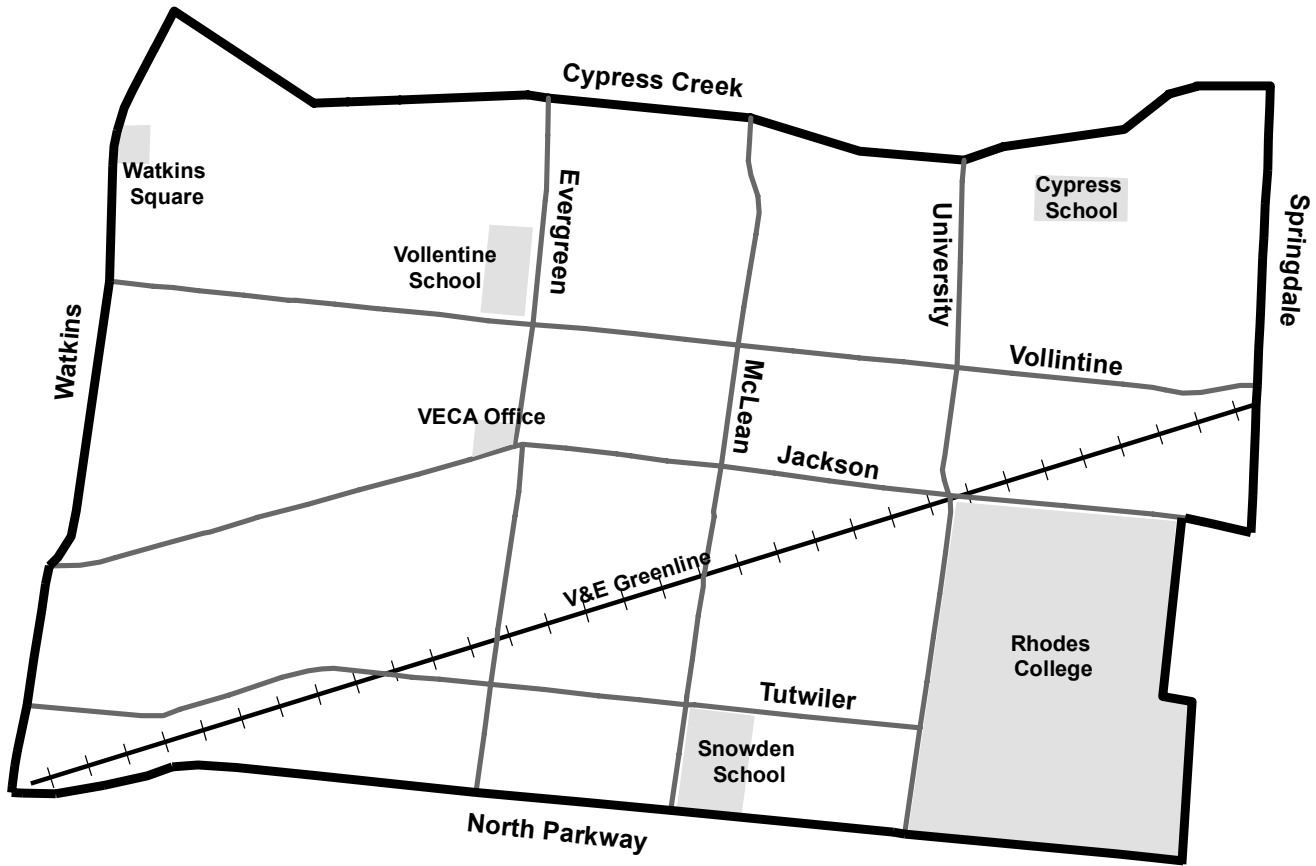 Cypress Creek
Watkins
Square
Evergreen
Cypress
School
University
Springdale
Vollentine
School
Watkins
Vollintine
McLean
VECA Office
Jackson
V&E Greenline
Rhodes
College
Tutwiler
Snowden
School
North Parkway